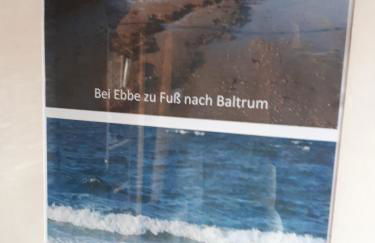 Bei Ebbe zu Fuß nach Baltrum